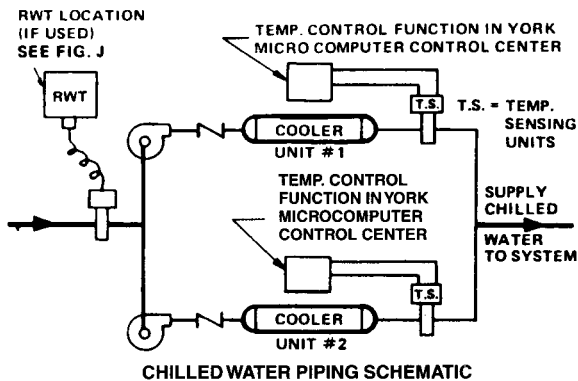 RWT LOCATION
(IF USED)
SEE FIG. J
RWT
TEMP. CONTROL FUNCTION IN YORK
MICRO COMPUTER CONTROL CENTER
T.S.
T.S. = TEMP.
SENSING
UNITS
COOLER
UNIT #1
TEMP. CONTROL
FUNCTION IN YORK
MICROCOMPUTER
CONTROL CENTER
SUPPLY
CHILLED
WATER
TO SYSTEM
T.S.
COOLER
UNIT #2
CHILLED WATER PIPING SCHEMATIC